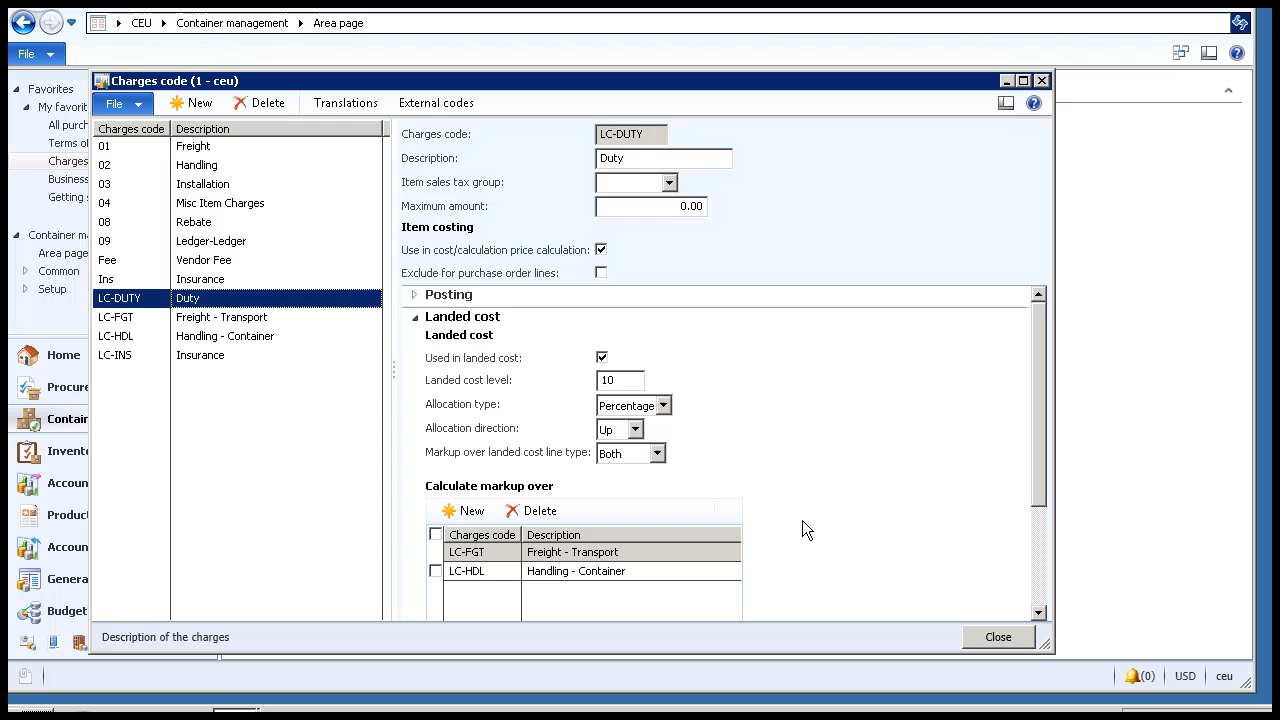 CEU Container management Area page
File
Charges code (1 - ceu)
File New Delete Translations External codes
Favorites
My favorit
All purch
Terms of
Charges
Business
Getting s
Container m
Area page
Common
Setup
Home
Procure
Contain
Invento
Accoun
Product
Accoun
Genera
Budget
Charges code Description
01 Freight
02 Handling
03 Installation
04 Misc Item Charges
08 Rebate
09 Ledger-Ledger
Fee Vendor Fee
Ins Insurance
LC-DUTY Duty
LC-FGT Freight - Transport
LC-HDL Handling - Container
LC-INS Insurance
Charges code: LC-DUTY
Description: Duty
Item sales tax group:
Maximum amount: 0.00
Item costing
Use in cost/calculation price calculation:
Exclude for purchase order lines:
Posting
Landed cost
Landed cost
Used in landed cost:
Landed cost level: 10
Allocation type: Percentage
Allocation direction: Up
Markup over landed cost line type: Both
Calculate markup over
New Delete
Charges code Description
LC-FGT Freight - Transport
LC-HDL Handling - Container
Description of the charges
Close
(0) USD ceu